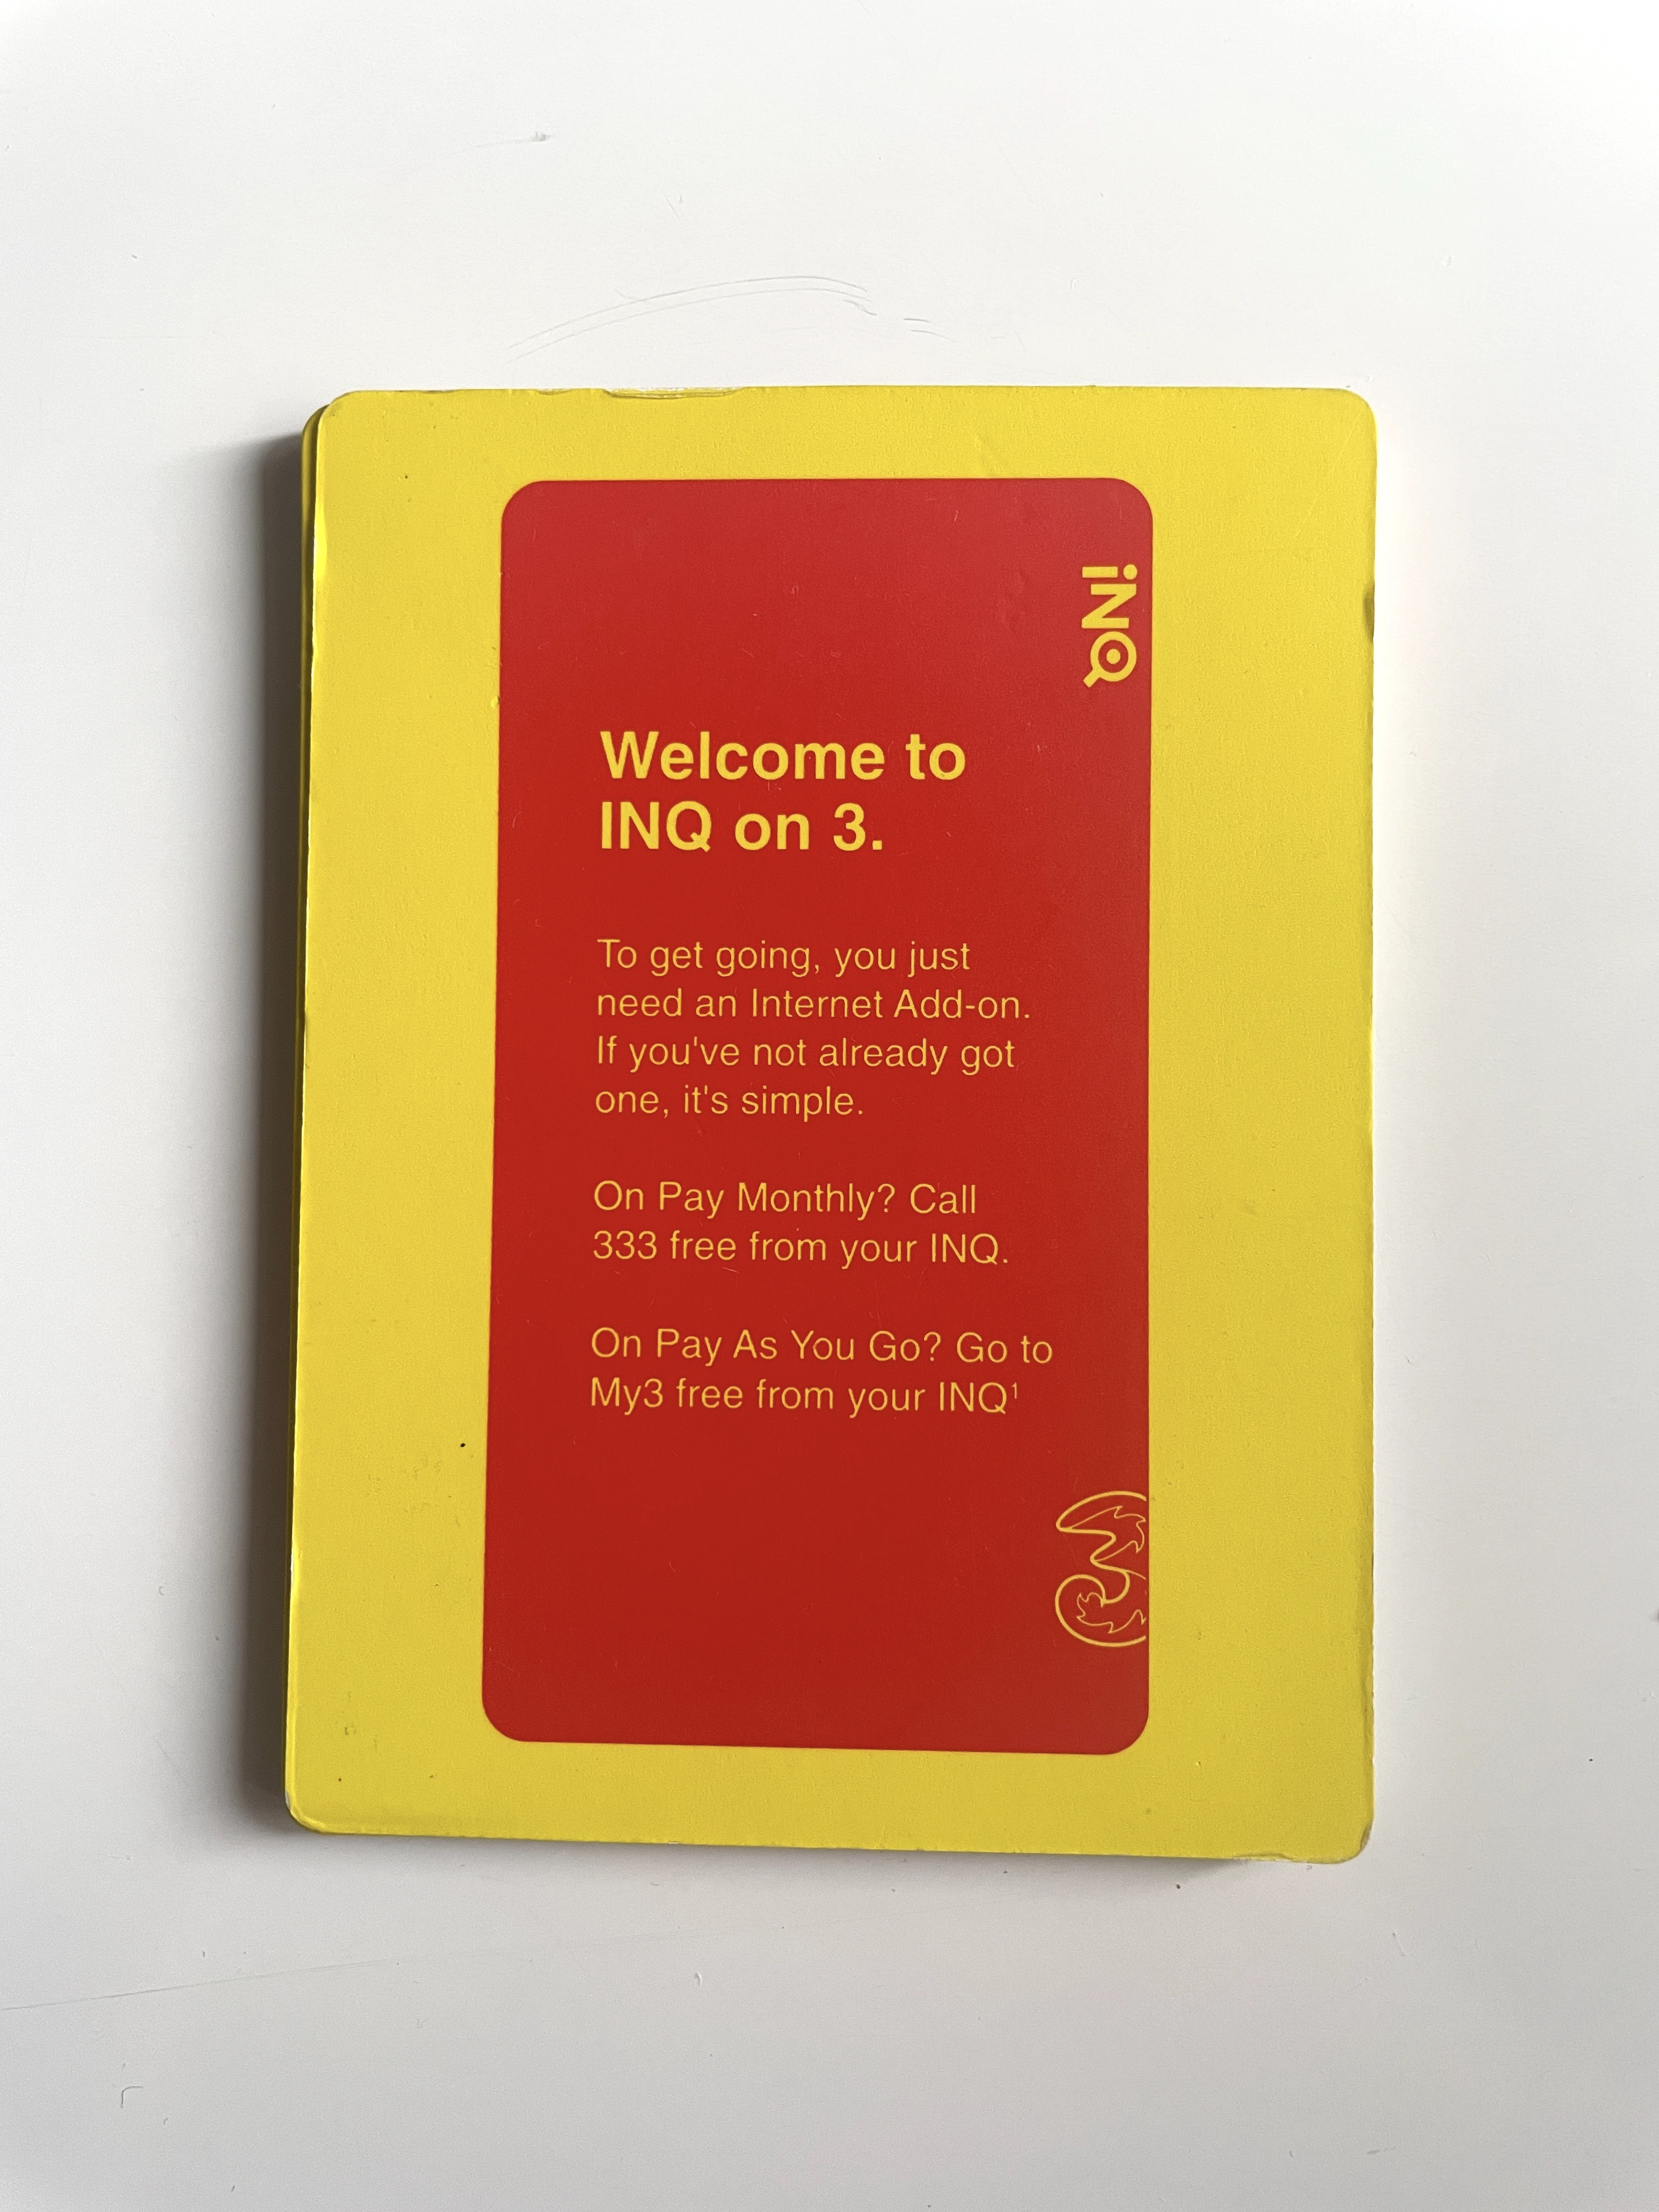 iNQ
Welcome to
INQ on 3.
To get going, you just
need an Internet Add-on.
If you've not already got
one, it's simple.
On Pay Monthly? Call
333 free from your INQ.
On Pay As You Go? Go to
My3 free from your INQ¹
3